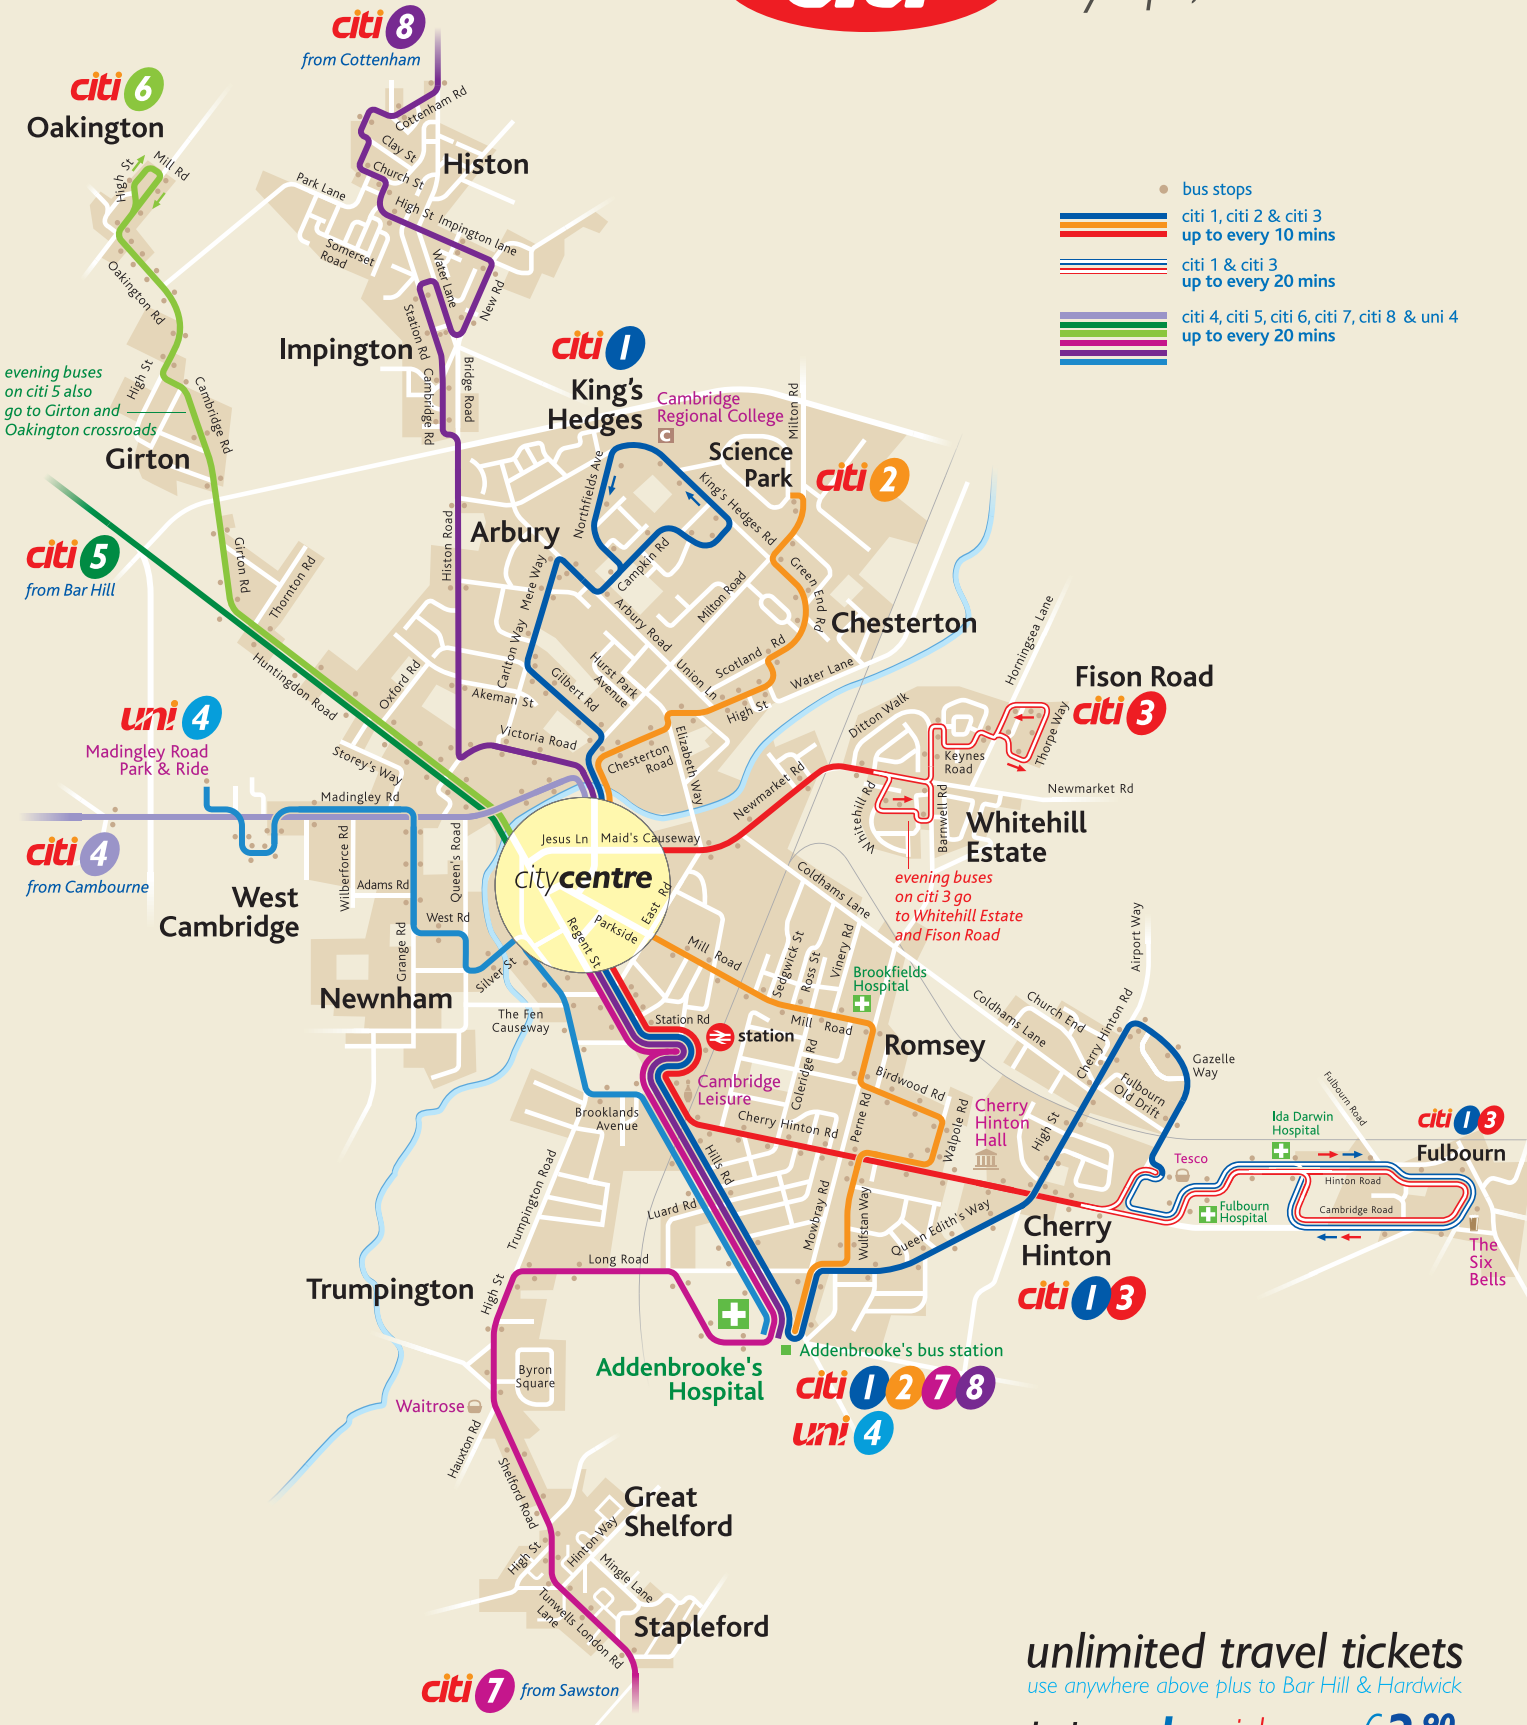 citi 8
from Cottenham
citi 6
Oakington
High St
Mill Rd
Cottenham Rd
Clay St
Church St
Histon
Park Lane
High St
Impington lane
Somerset
Road
Water Lane
New Rd
Station Rd
Oakington Rd
Impington
Bridge Road
Cambridge Rd
bus stops
citi 1, citi 2 & citi 3
up to every 10 mins
citi 1 & citi 3
up to every 20 mins
citi 4, citi 5, citi 6, citi 7, citi 8 & uni 4
up to every 20 mins
evening buses
on citi 5 also
go to Girton and
Oakington crossroads
High St
Cambridge Rd
Girton
citi 1
King's
Hedges
Cambridge
Regional College
C
Milton Rd
Science
Park
citi 2
Northfields Ave
King's Hedges Rd
Arbury
Histon Road
Campkin Rd
Mere Way
Green End Rd
Milton Road
Arbury Road
Chesterton
citi 5
from Bar Hill
Girton Rd
Thornton Rd
Huntingdon Road
Oxford Rd
Carlton Way
Gilbert Rd
Hurst Park
Avenue
Union Ln
Scotland Rd
Water Lane
High St
Akeman St
Victoria Road
Storey's Way
Chesterton
Road
Elizabeth Way
Horningsea Lane
Fison Road
citi 3
Ditton Walk
Keynes
Road
Thorpe Way
Newmarket Rd
Newmarket Rd
Whitehill Rd
Barnwell Rd
Whitehill
Estate
evening buses
on citi 3 go
to Whitehill Estate
and Fison Road
uni 4
Madingley Road
Park & Ride
Madingley Rd
citi 4
from Cambourne
Wilberforce Rd
Adams Rd
Queen's Road
West Rd
Grange Rd
Silver St
West
Cambridge
Newnham
The Fen
Causeway
Jesus Ln
Maid's Causeway
citycentre
East Rd
Parkside
Regent St
Coldhams Lane
Mill Road
Sedgwick St
Ross St
Vinery Rd
Brookfields
Hospital
Airport Way
Coldhams Lane
Church End
Cherry Hinton Rd
Station Rd
station
Mill Road
Romsey
Gazelle
Way
Fulbourn
Old Drift
Cambridge
Leisure
Coleridge Rd
Birdwood Rd
Cherry Hinton Rd
Perne Rd
Walpole Rd
Cherry
Hinton
Hall
High St
Brooklands
Avenue
Hills Rd
Trumpington Road
Luard Rd
Mowbray Rd
Wulfstan Way
Queen Edith's Way
Cherry
Hinton
citi 1 3
Tesco
Ida Darwin
Hospital
Fulbourn Road
citi 1 3
Fulbourn
Fulbourn
Hospital
Hinton Road
Cambridge Road
The
Six
Bells
Long Road
Trumpington
High St
Addenbrooke's
Hospital
Addenbrooke's bus station
citi 1 2 7 8
uni 4
Byron
Square
Waitrose
Hauxton Rd
Shelford Road
Great
Shelford
High St
Hinton Way
Mingle Lane
Tunwells
Lane
London Rd
Stapleford
citi 7
from Sawston
unlimited travel tickets
use anywhere above plus to Bar Hill & Hardwick